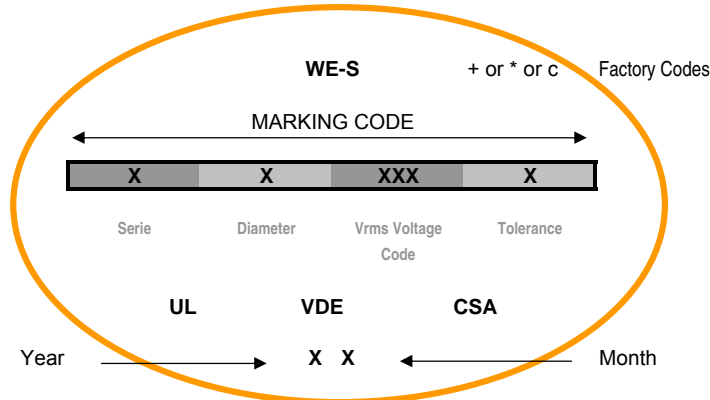 WE-S + or * or c Factory Codes
MARKING CODE
X X XXX X
Serie Diameter Vrms Voltage Tolerance
Code
UL VDE CSA
Year X X Month